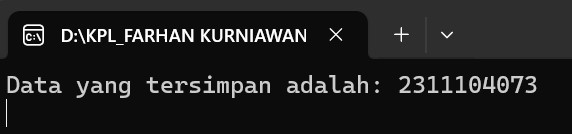 D:\KPL_FARHAN KURNIAWAN
Data yang tersimpan adalah: 2311104073